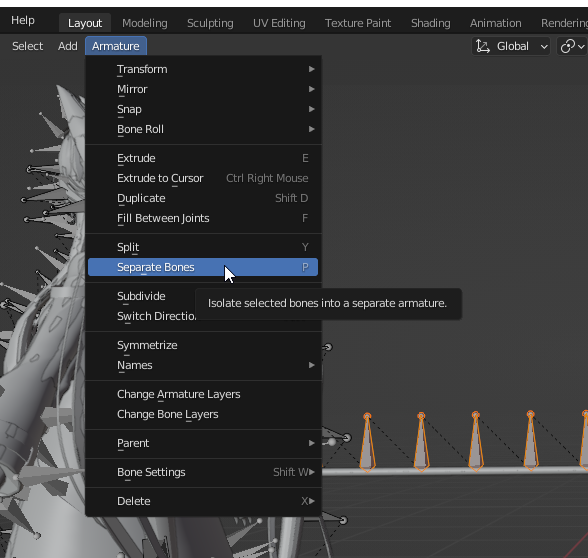 Help Layout Modeling Sculpting UV Editing Texture Paint Shading Animation Rendering
Select Add Armature Global
Transform
Mirror
Snap
Bone Roll
Extrude E
Extrude to Cursor Ctrl Right Mouse
Duplicate Shift D
Fill Between Joints F
Split Y
Separate Bones P
Subdivide
Isolate selected bones into a separate armature.
Switch Directio
Symmetrize
Names
Change Armature Layers
Change Bone Layers
Parent
Bone Settings Shift W
Delete X